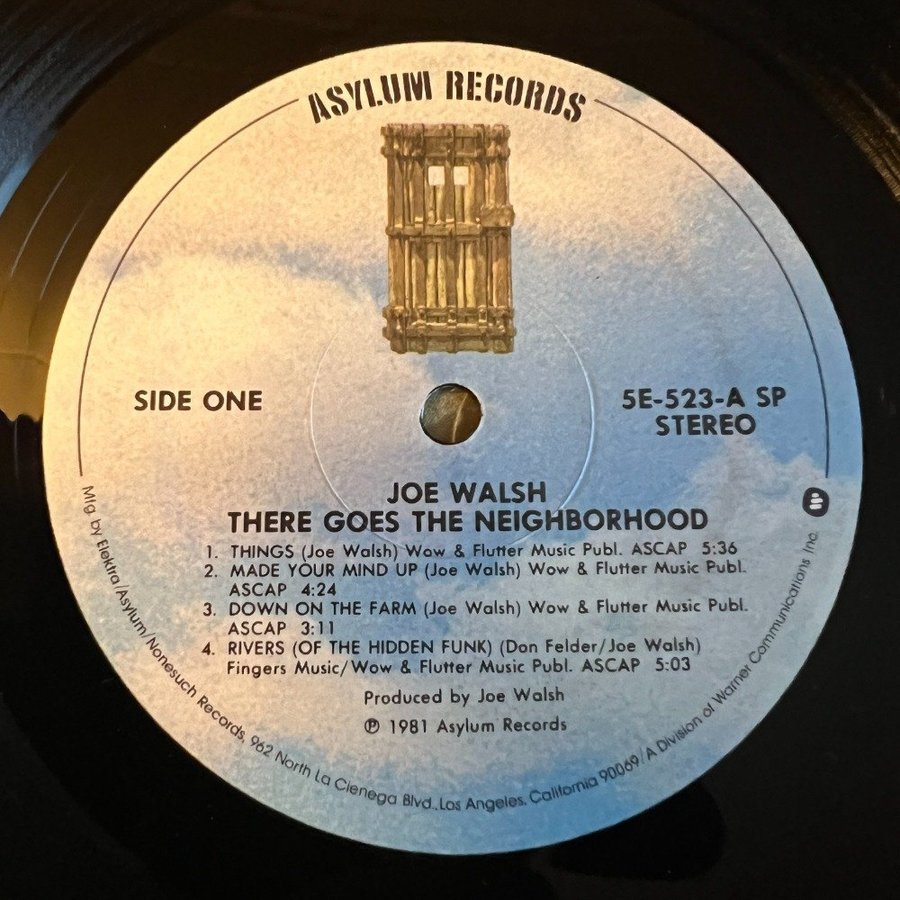 ASYLUM RECORDS
SIDE ONE
5E-523-A SP
STEREO
JOE WALSH
THERE GOES THE NEIGHBORHOOD
1. THINGS (Joe Walsh) Wow & Flutter Music Publ. ASCAP 5:36
2. MADE YOUR MIND UP (Joe Walsh) Wow & Flutter Music Publ.
ASCAP 4:24
3. DOWN ON THE FARM (Joe Walsh) Wow & Flutter Music Publ.
ASCAP 3:11
4. RIVERS (OF THE HIDDEN FUNK) (Don Felder/Joe Walsh)
Fingers Music/Wow & Flutter Music Publ. ASCAP 5:03
Produced by Joe Walsh
℗ 1981 Asylum Records
Mfg. by Elektra/Asylum/Nonesuch Records, 962 North La Cienega Blvd., Los Angeles, California 90069/A Division of Warner Communications Inc.